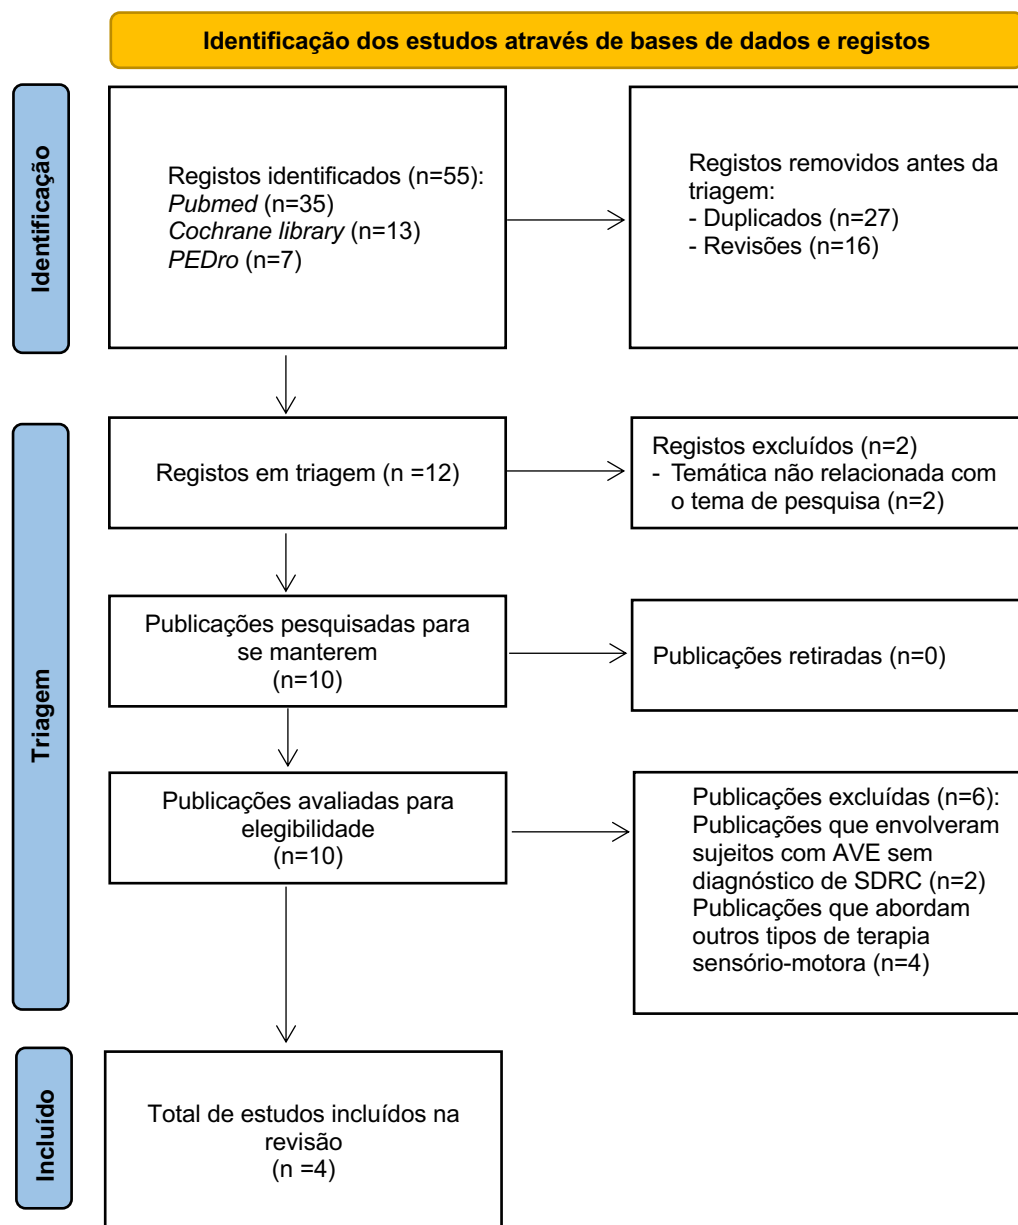 Identificação dos estudos através de bases de dados e registos
Identificação
Registos identificados (n=55):
Pubmed (n=35)
Cochrane library (n=13)
PEDro (n=7)
Registos removidos antes da
triagem:
- Duplicados (n=27)
- Revisões (n=16)
Triagem
Registos em triagem (n =12)
Registos excluídos (n=2)
- Temática não relacionada com
o tema de pesquisa (n=2)
Publicações pesquisadas para
se manterem
(n=10)
Publicações retiradas (n=0)
Publicações avaliadas para
elegibilidade
(n=10)
Publicações excluídas (n=6):
Publicações que envolveram
sujeitos com AVE sem
diagnóstico de SDRC (n=2)
Publicações que abordam
outros tipos de terapia
sensório-motora (n=4)
Incluído
Total de estudos incluídos na
revisão
(n =4)